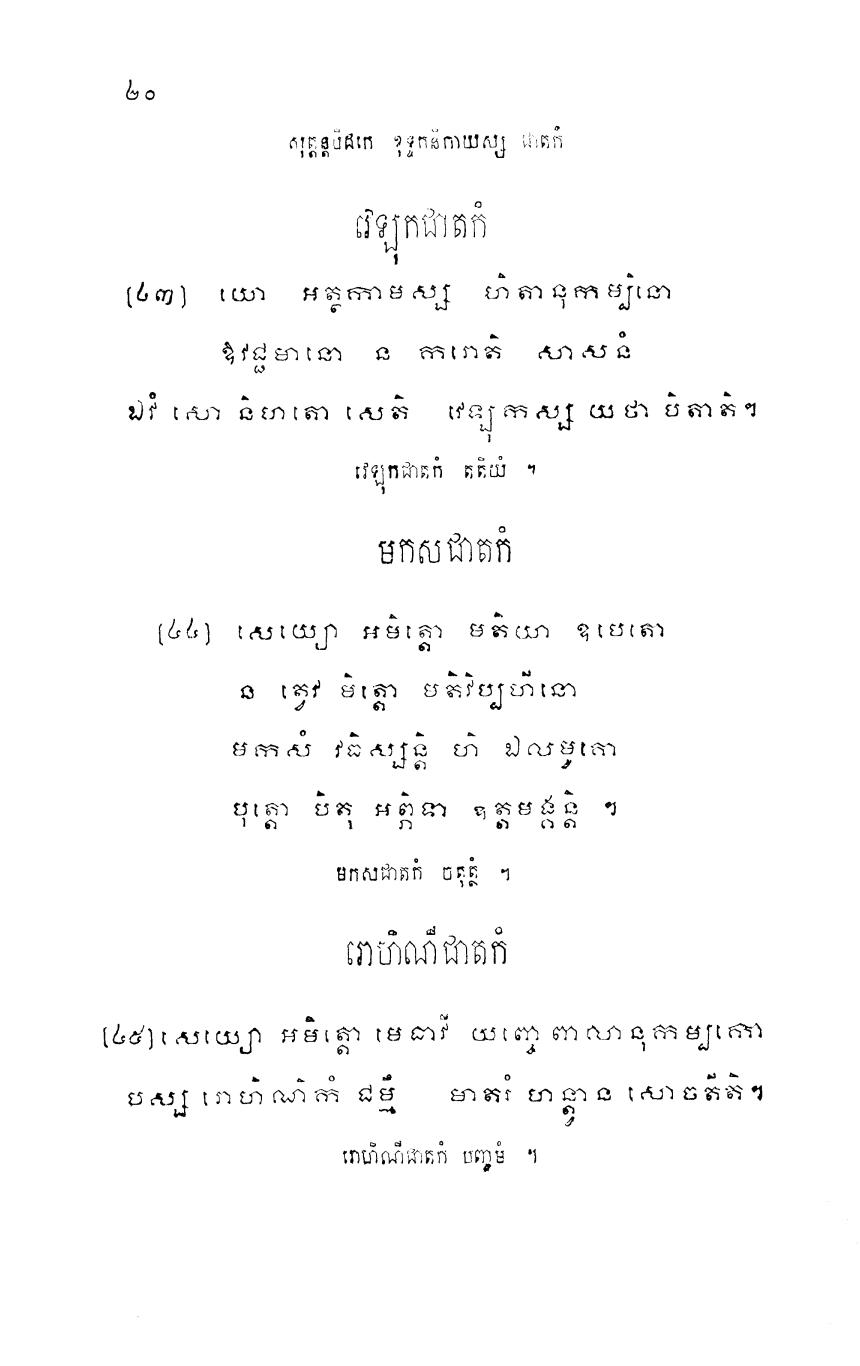 ៤០
សុត្តន្តបិដកេ ខុទ្ទកនិកាយស្ស ជាតកំ
វេឡុកជាតកំ
[៤៣] យោ អត្ថកាមស្ស ហិតានុកម្បិនោ
ឱវជ្ជមានោ ន ករោតិ សាសនំ
ឯវំ សោ និហតោ សេតិ វេឡុកស្ស យថា បិតាតិ។
វេឡុកជាតកំ តតិយំ ។
មកសជាតកំ
[៤៤] សេយ្យោ អមិត្តោ មតិយា ឧបេតោ
ន ត្វេវ មិត្តោ មតិវិប្បហីនោ
មកសំ វធិស្សន្តិ ហិ ឯលមូគោ
បុត្តោ បិតុ អព្ភិទា ឧត្តមង្គន្តិ ។
មកសជាតកំ ចតុត្ថំ ។
រោហិណីជាតកំ
[៤៥] សេយ្យោ អមិត្តោ មេធាវី យញ្ចេ ពាលានុកម្បកោ
បស្ស រោហិណិកំ ជម្មឹ មាតរំ ហន្ត្វាន សោចតីតិ។
រោហិណីជាតកំ បញ្ចមំ ។